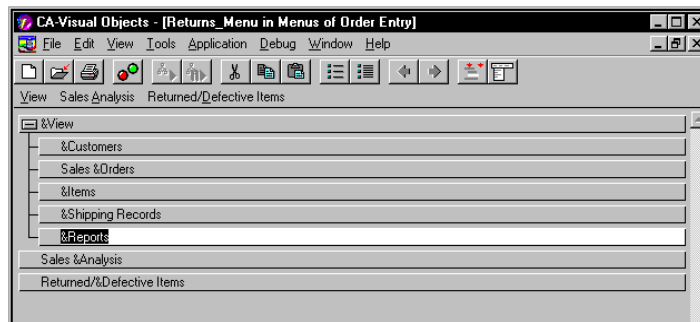 CA-Visual Objects - [Returns_Menu in Menus of Order Entry]
File Edit View Tools Application Debug Window Help
View Sales Analysis Returned/Defective Items
&View
&Customers
Sales &Orders
&Items
&Shipping Records
&Reports
Sales &Analysis
Returned/&Defective Items